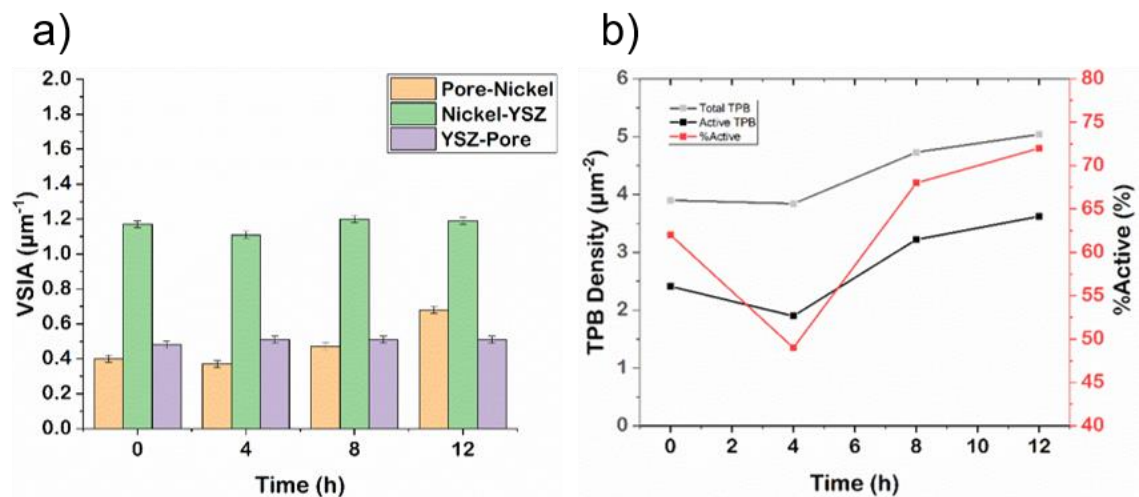 a)
2.0
1.8
1.6
1.4
1.2
1.0
0.8
0.6
0.4
0.2
0.0
VSIA (µm⁻¹)
Pore-Nickel
Nickel-YSZ
YSZ-Pore
0 4 8 12
Time (h)
b)
6
5
4
3
2
1
0
TPB Density (µm⁻²)
Total TPB
Active TPB
%Active
80
75
70
65
60
55
50
45
40
%Active (%)
0 2 4 6 8 10 12
Time (h)